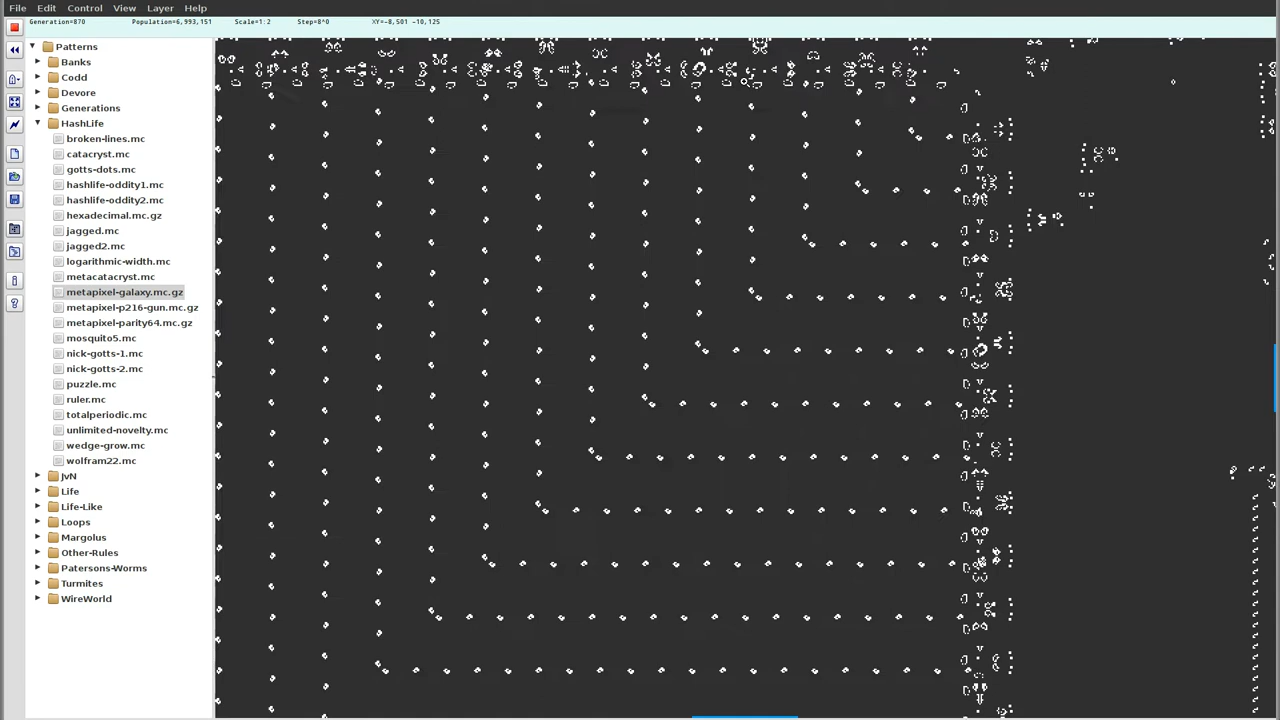 File Edit Control View Layer Help
Generation=870 Population=6,993,151 Scale=1:2 Step=8^0 XY=-8,501 -10,125
Patterns
Banks
Codd
Devore
Generations
HashLife
broken-lines.mc
catacryst.mc
gotts-dots.mc
hashlife-oddity1.mc
hashlife-oddity2.mc
hexadecimal.mc.gz
jagged.mc
jagged2.mc
logarithmic-width.mc
metacatacryst.mc
metapixel-galaxy.mc.gz
metapixel-p216-gun.mc.gz
metapixel-parity64.mc.gz
mosquito5.mc
nick-gotts-1.mc
nick-gotts-2.mc
puzzle.mc
ruler.mc
totalperiodic.mc
unlimited-novelty.mc
wedge-grow.mc
wolfram22.mc
JvN
Life
Life-Like
Loops
Margolus
Other-Rules
Patersons-Worms
Turmites
WireWorld